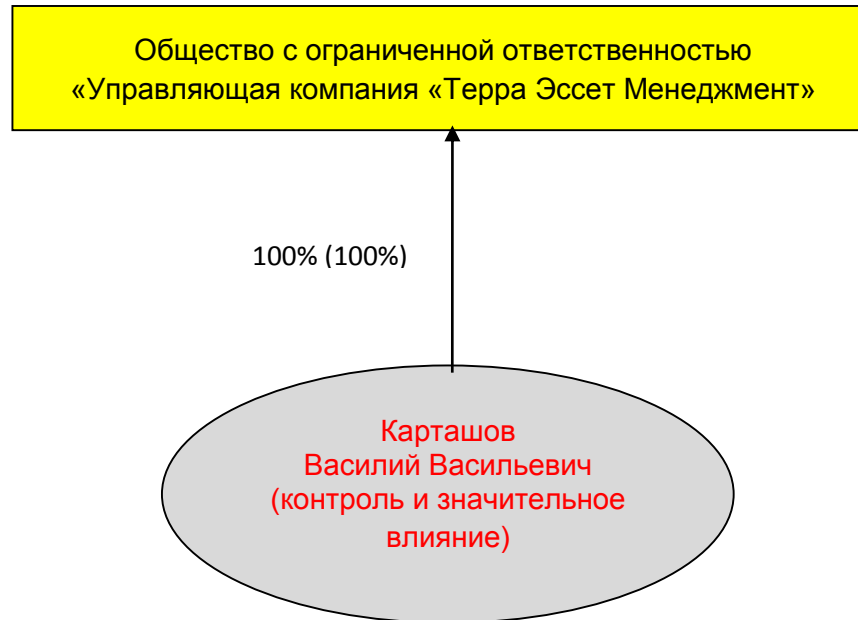 Общество с ограниченной ответственностью
«Управляющая компания «Терра Эссет Менеджмент»
100% (100%)
Карташов
Василий Васильевич
(контроль и значительное
влияние)